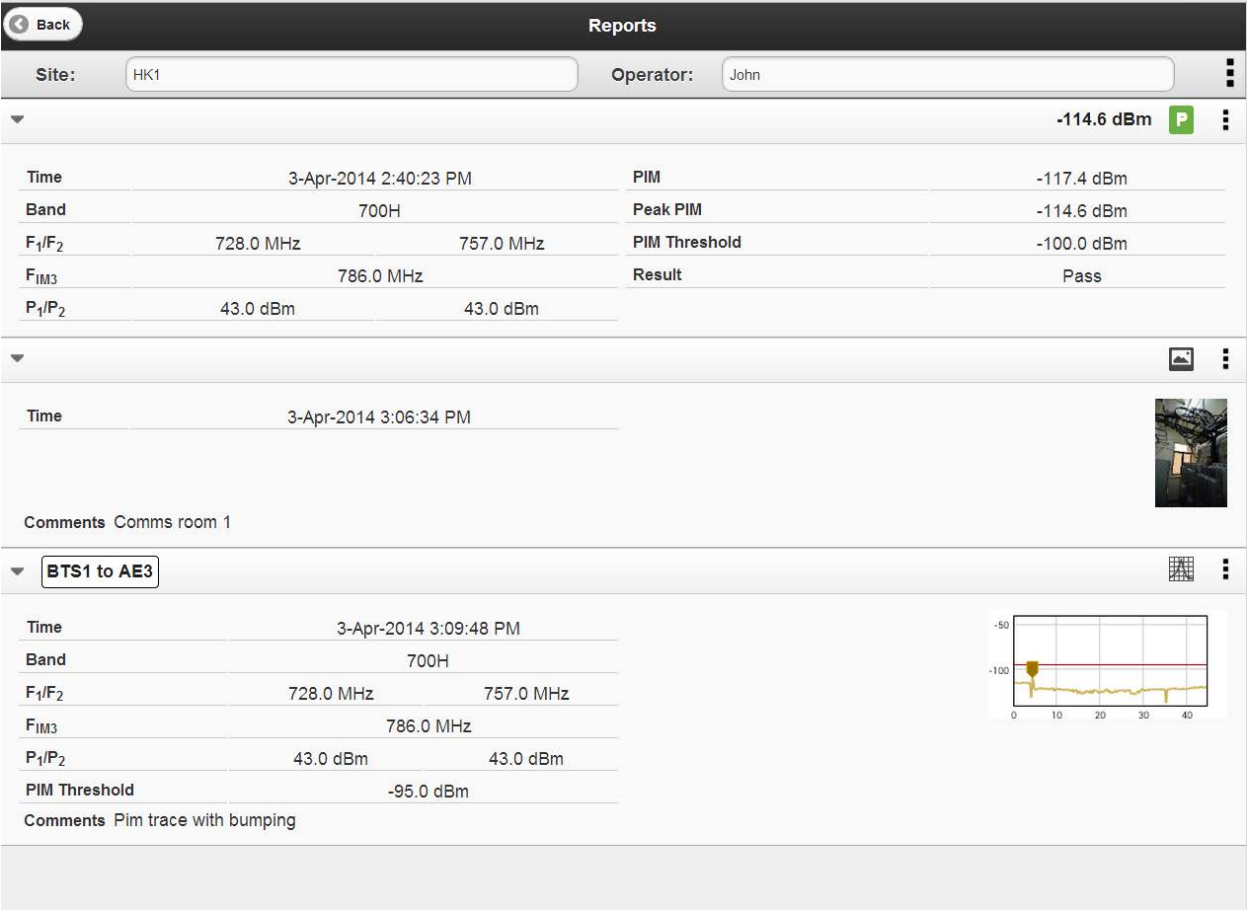 Back
Reports
Site: HK1 Operator: John
-114.6 dBm P
Time 3-Apr-2014 2:40:23 PM PIM -117.4 dBm
Band 700H Peak PIM -114.6 dBm
F1/F2 728.0 MHz 757.0 MHz PIM Threshold -100.0 dBm
FIM3 786.0 MHz Result Pass
P1/P2 43.0 dBm 43.0 dBm
Time 3-Apr-2014 3:06:34 PM
Comments Comms room 1
BTS1 to AE3
Time 3-Apr-2014 3:09:48 PM
Band 700H
F1/F2 728.0 MHz 757.0 MHz
FIM3 786.0 MHz
P1/P2 43.0 dBm 43.0 dBm
PIM Threshold -95.0 dBm
Comments Pim trace with bumping
-50
-100
0 10 20 30 40